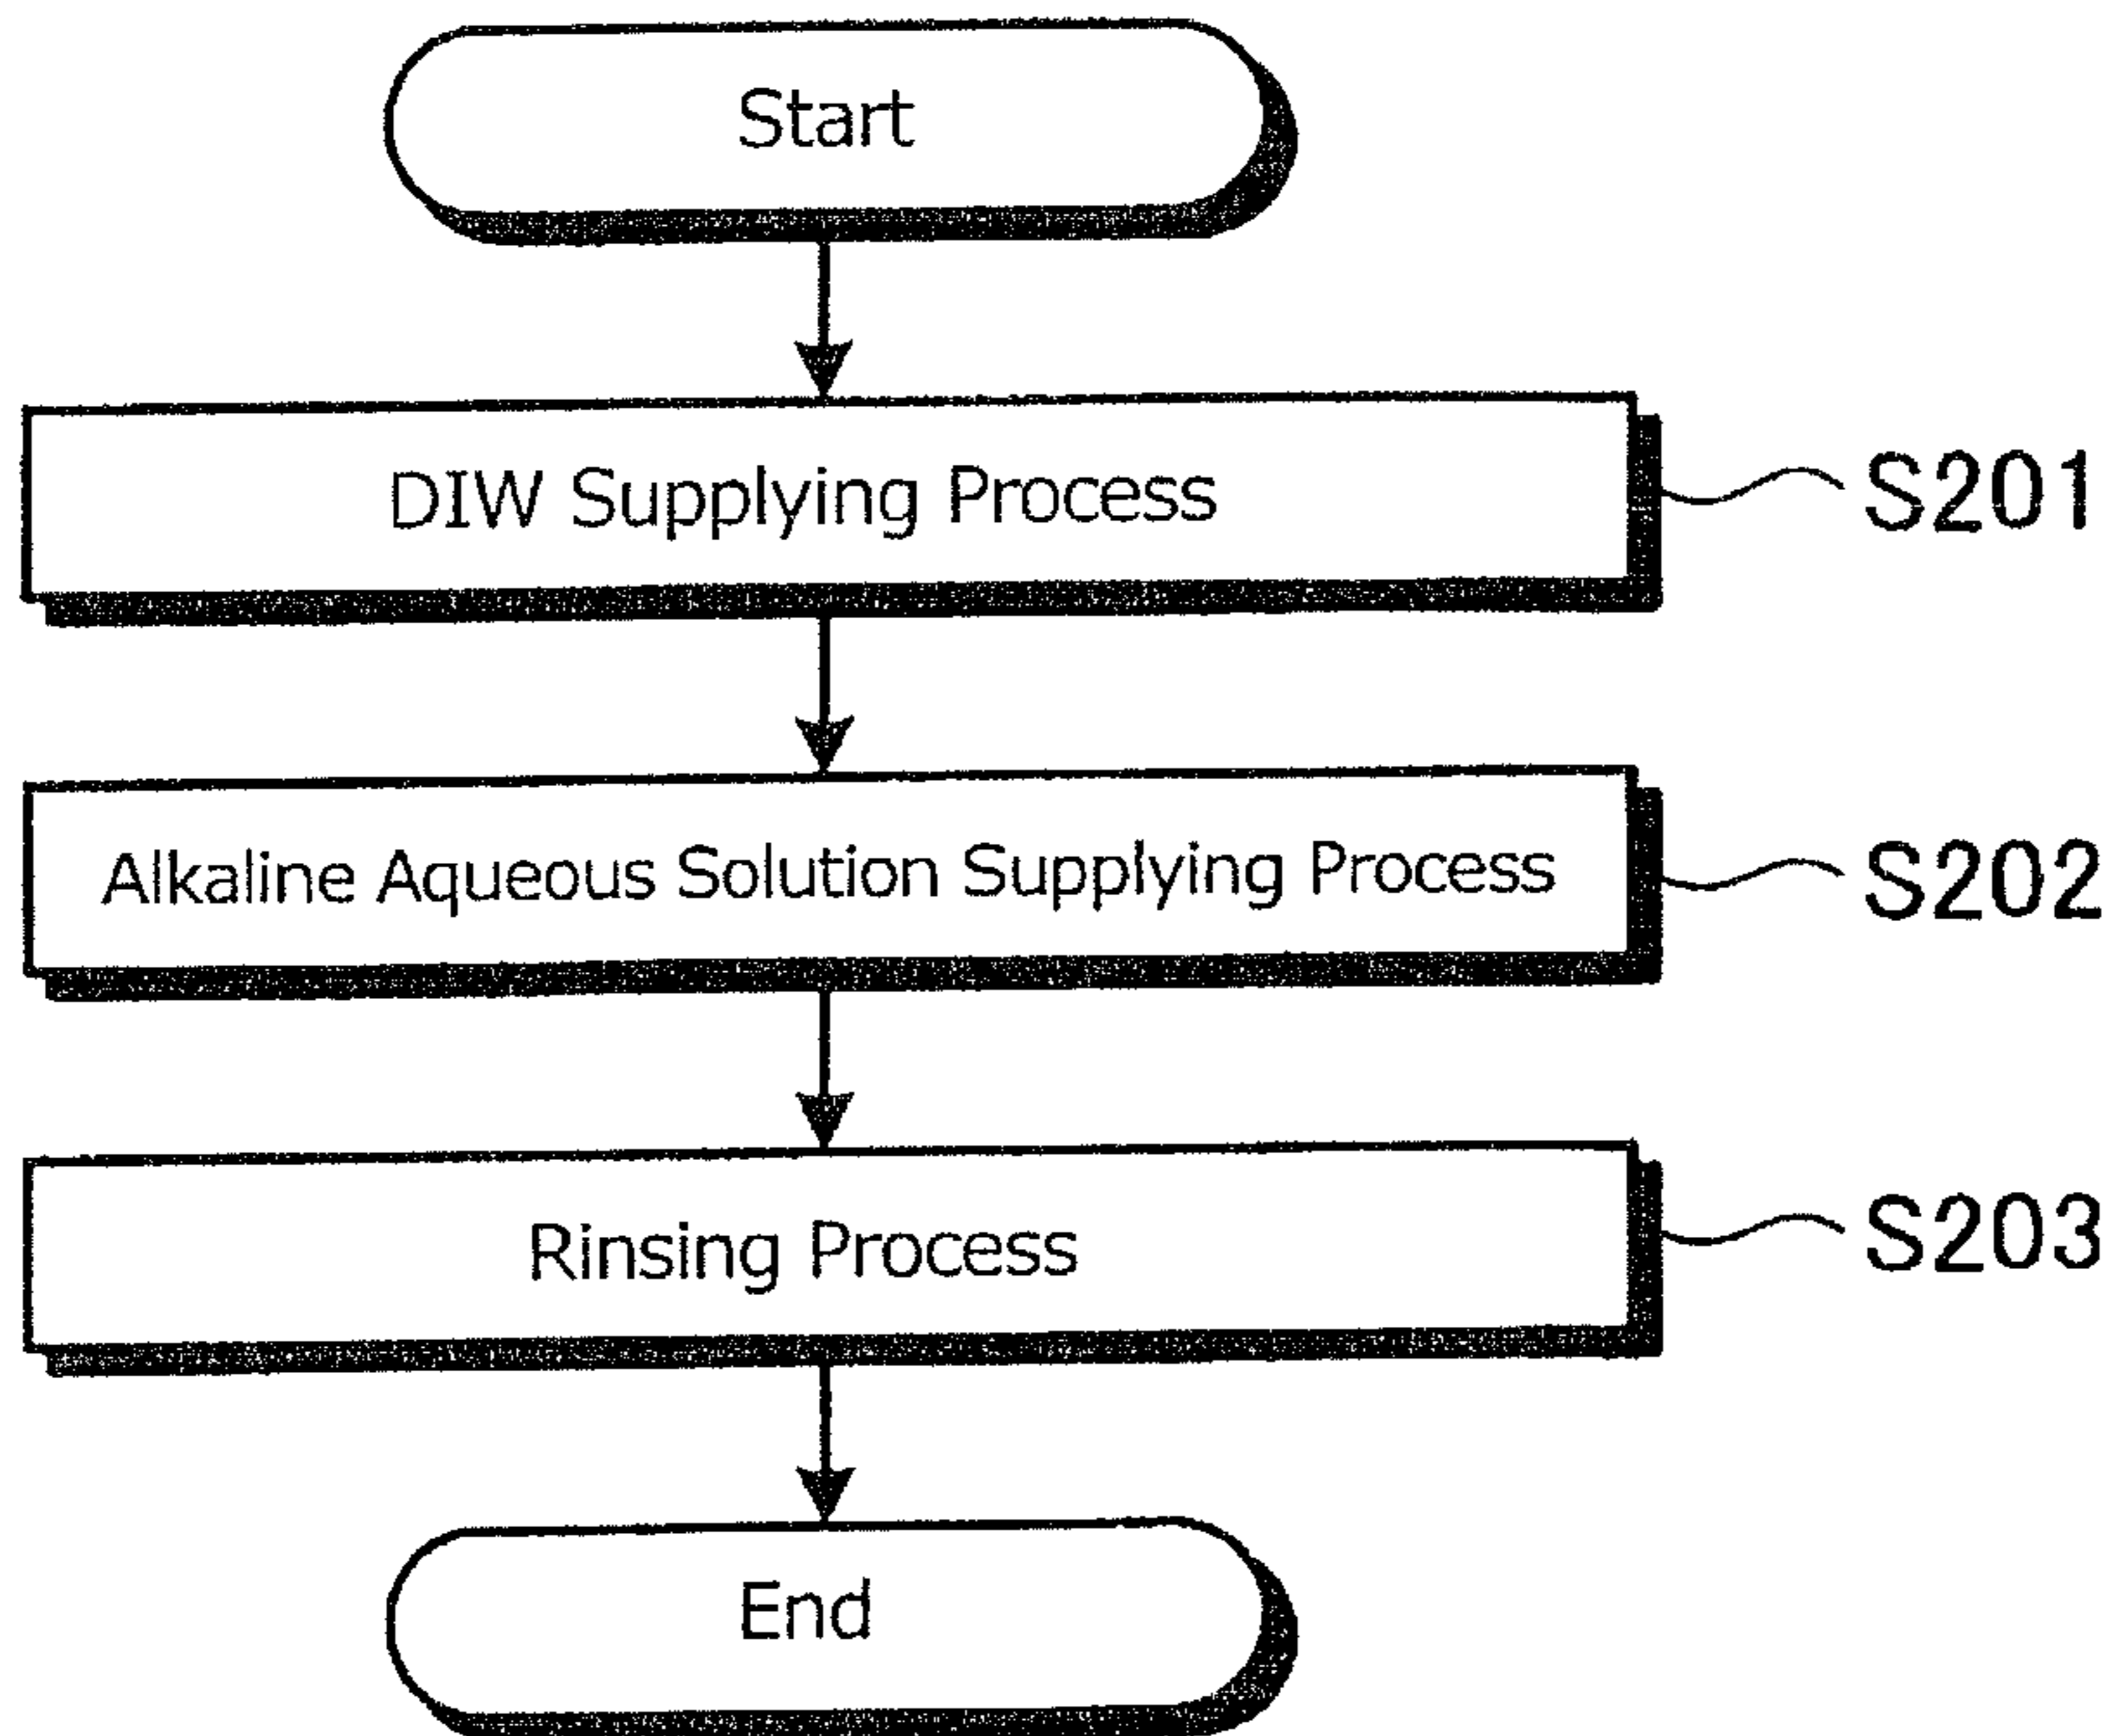 Start
DIW Supplying Process
S201
Alkaline Aqueous Solution Supplying Process
S202
Rinsing Process
S203
End